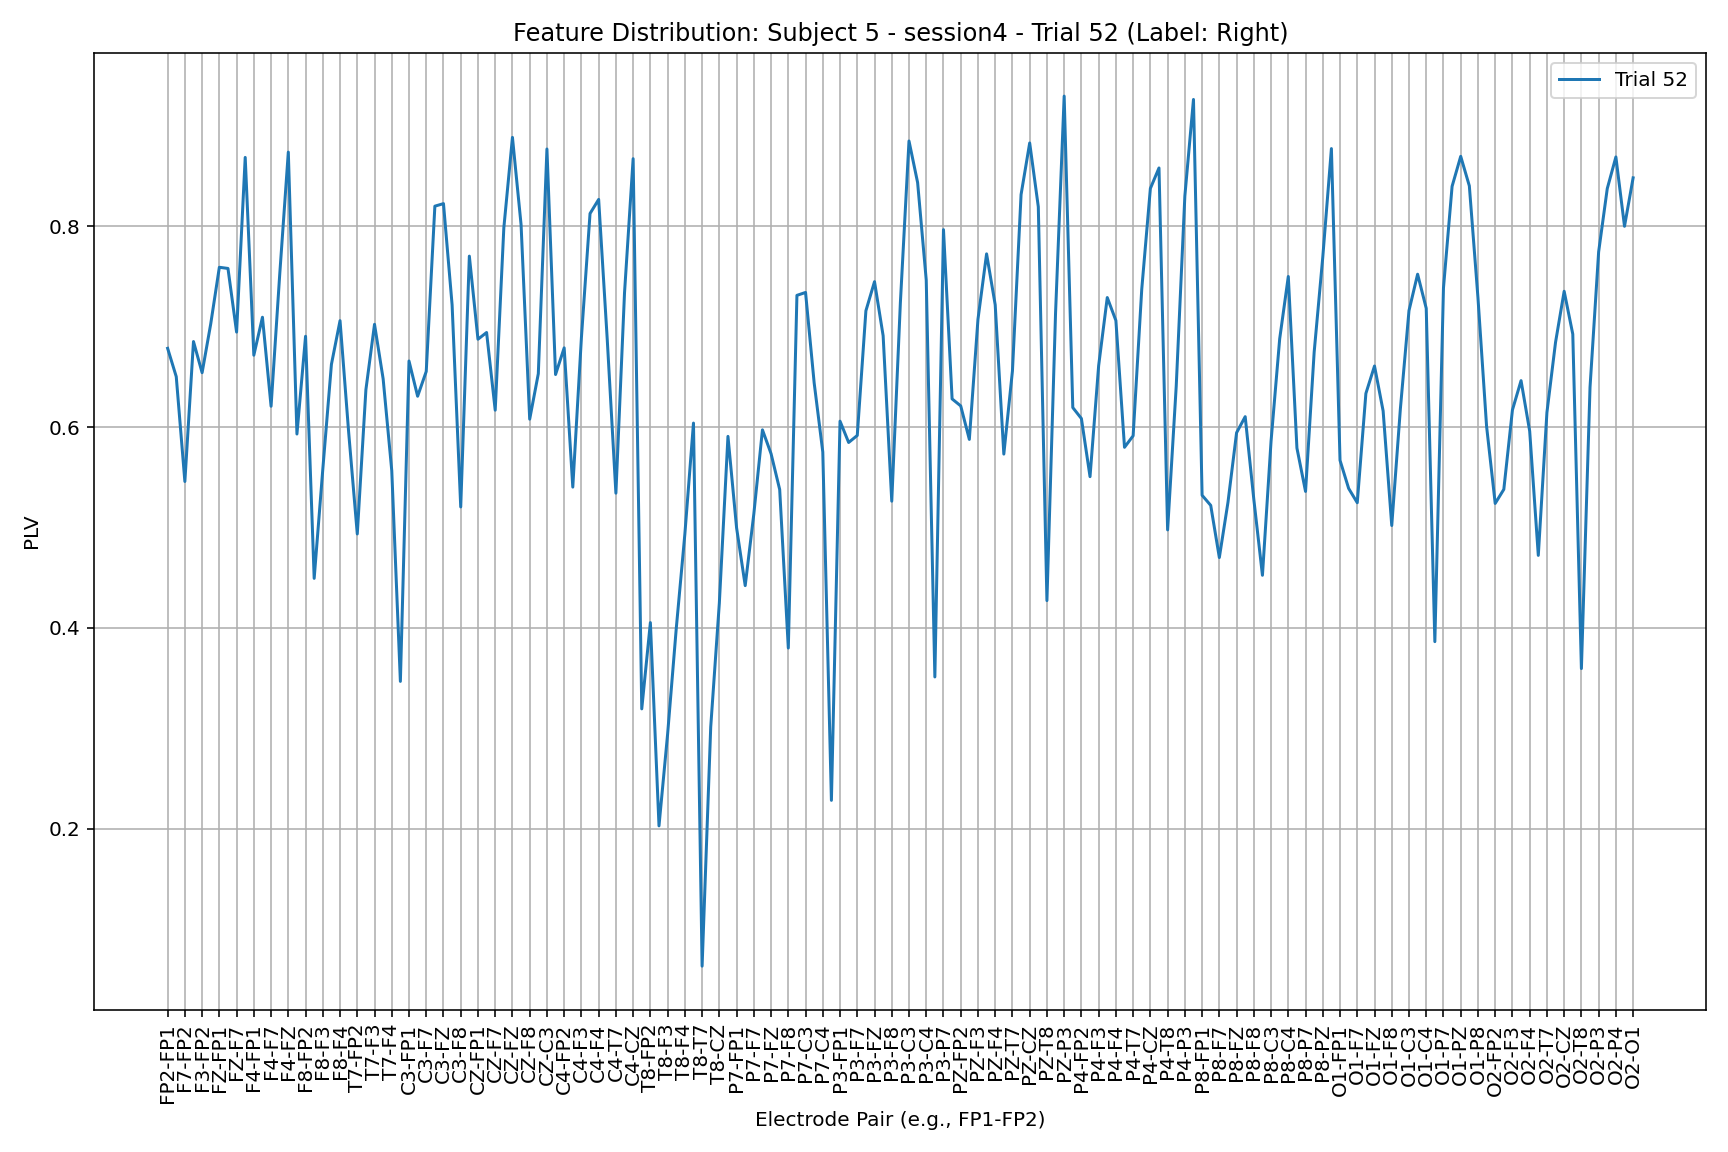 Feature Distribution: Subject 5 - session4 - Trial 52 (Label: Right)
Trial 52
PLV
0.8
0.6
0.4
0.2
FP2-FP1
F7-FP2
F3-FP2
FZ-FP1
FZ-F7
F4-FP1
F4-F7
F4-FZ
F8-FP2
F8-F3
F8-F4
T7-FP2
T7-F3
T7-F4
C3-FP1
C3-F7
C3-FZ
C3-F8
CZ-FP1
CZ-F7
CZ-FZ
CZ-F8
CZ-C3
C4-FP2
C4-F3
C4-F4
C4-T7
C4-CZ
T8-FP2
T8-F3
T8-F4
T8-T7
T8-CZ
P7-FP1
P7-F7
P7-FZ
P7-F8
P7-C3
P7-C4
P3-FP1
P3-F7
P3-FZ
P3-F8
P3-C3
P3-C4
P3-P7
PZ-FP2
PZ-F3
PZ-F4
PZ-T7
PZ-CZ
PZ-T8
PZ-P3
P4-FP2
P4-F3
P4-F4
P4-T7
P4-CZ
P4-T8
P4-P3
P8-FP1
P8-F7
P8-FZ
P8-F8
P8-C3
P8-C4
P8-P7
P8-PZ
O1-FP1
O1-F7
O1-FZ
O1-F8
O1-C3
O1-C4
O1-P7
O1-PZ
O1-P8
O2-FP2
O2-F3
O2-F4
O2-T7
O2-CZ
O2-T8
O2-P3
O2-P4
O2-O1
Electrode Pair (e.g., FP1-FP2)